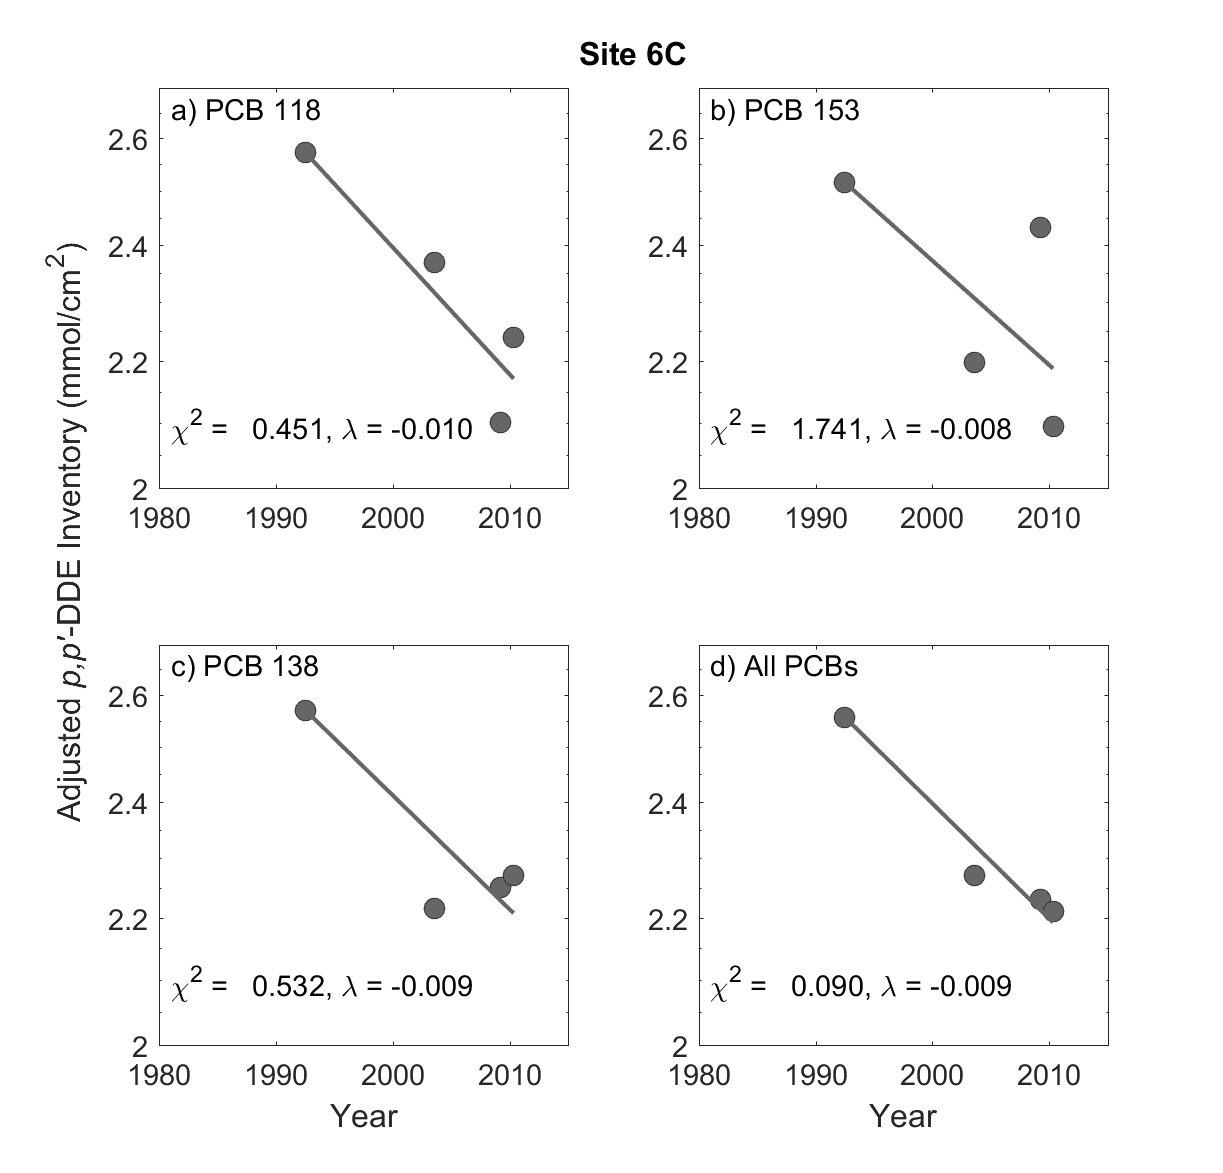 Site 6C
a) PCB 118
2.6
2.4
2.2
2
χ² = 0.451, λ = -0.010
1980 1990 2000 2010
b) PCB 153
2.6
2.4
2.2
2
χ² = 1.741, λ = -0.008
1980 1990 2000 2010
Adjusted p,p'-DDE Inventory (mmol/cm²)
c) PCB 138
2.6
2.4
2.2
2
χ² = 0.532, λ = -0.009
1980 1990 2000 2010
Year
d) All PCBs
2.6
2.4
2.2
2
χ² = 0.090, λ = -0.009
1980 1990 2000 2010
Year